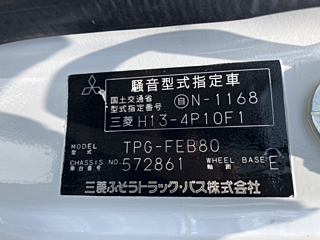 騒音型式指定車
国土交通省
型式指定番号 自N-1168
三菱 H13-4P10F1
MODEL
型式 TPG-FEB80
CHASSIS NO. 572861 WHEEL BASE E
車台番号 軸距
三菱ふそうトラック・バス株式会社